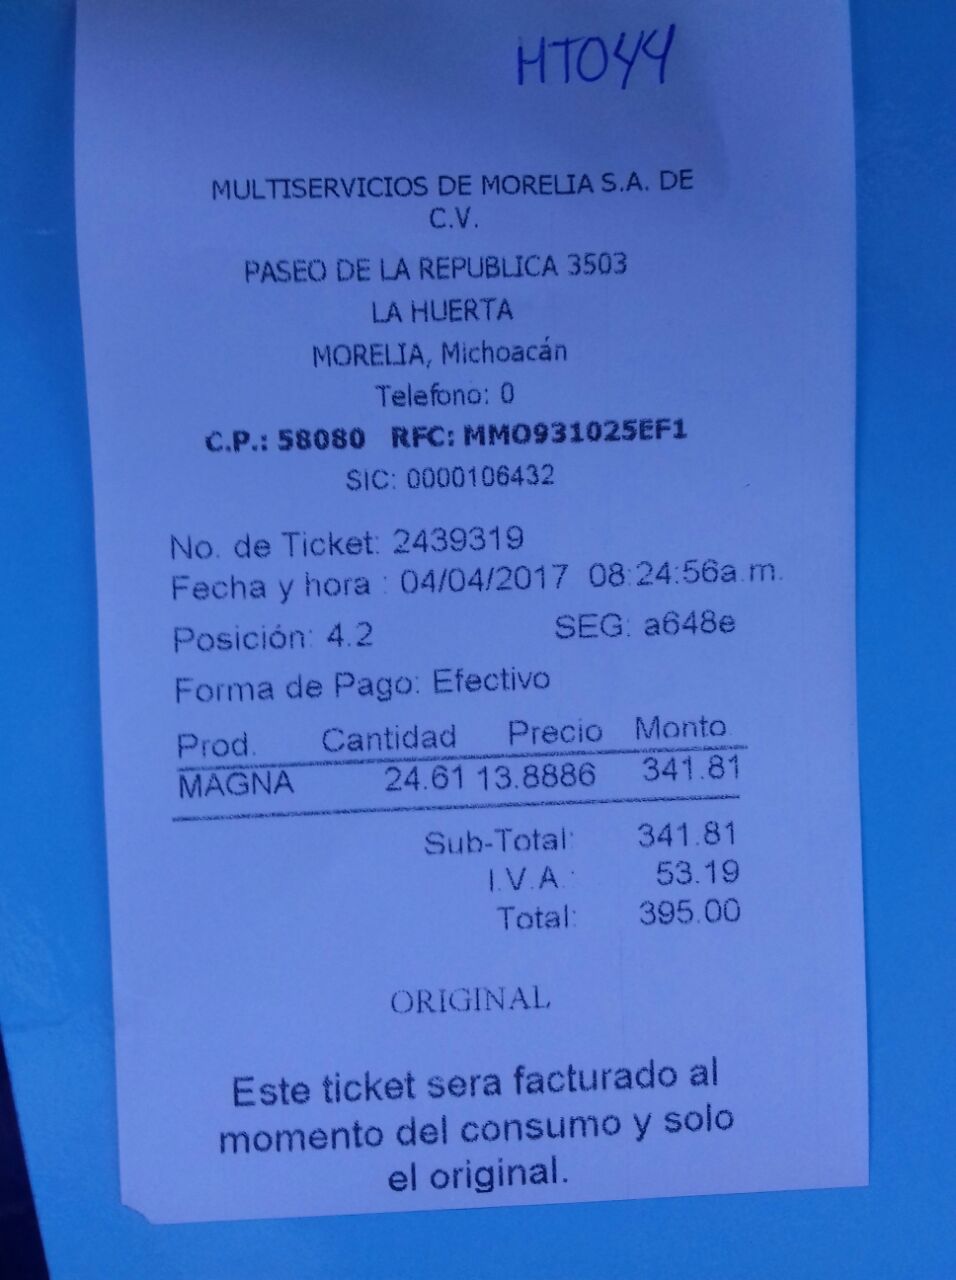 HTO44
MULTISERVICIOS DE MORELIA S.A. DE
C.V.
PASEO DE LA REPUBLICA 3503
LA HUERTA
MORELIA, Michoacán
Telefono: 0
C.P.: 58080 RFC: MMO931025EF1
SIC: 0000106432
No. de Ticket: 2439319
Fecha y hora : 04/04/2017 08:24:56a.m.
Posición: 4.2 SEG: a648e
Forma de Pago: Efectivo
Prod. Cantidad Precio Monto
MAGNA 24.61 13.8886 341.81
Sub-Total: 341.81
I.V.A.: 53.19
Total: 395.00
ORIGINAL
Este ticket sera facturado al
momento del consumo y solo
el original.